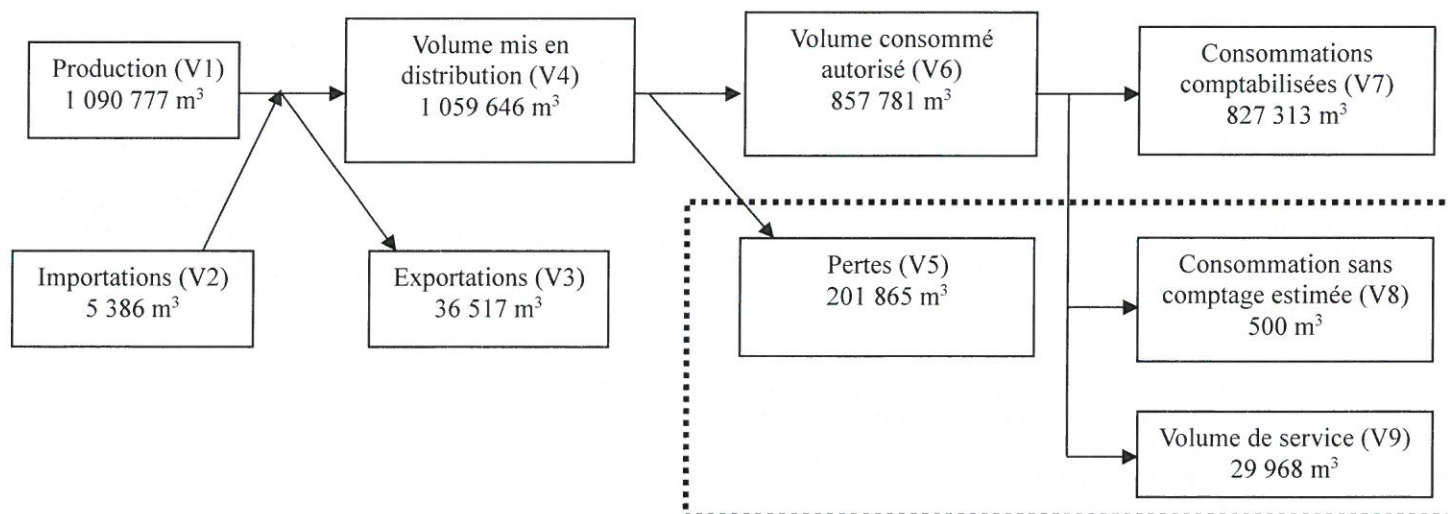 Production (V1)
1 090 777 m³
Volume mis en
distribution (V4)
1 059 646 m³
Volume consommé
autorisé (V6)
857 781 m³
Consommations
comptabilisées (V7)
827 313 m³
Importations (V2)
5 386 m³
Exportations (V3)
36 517 m³
Pertes (V5)
201 865 m³
Consommation sans
comptage estimée (V8)
500 m³
Volume de service (V9)
29 968 m³